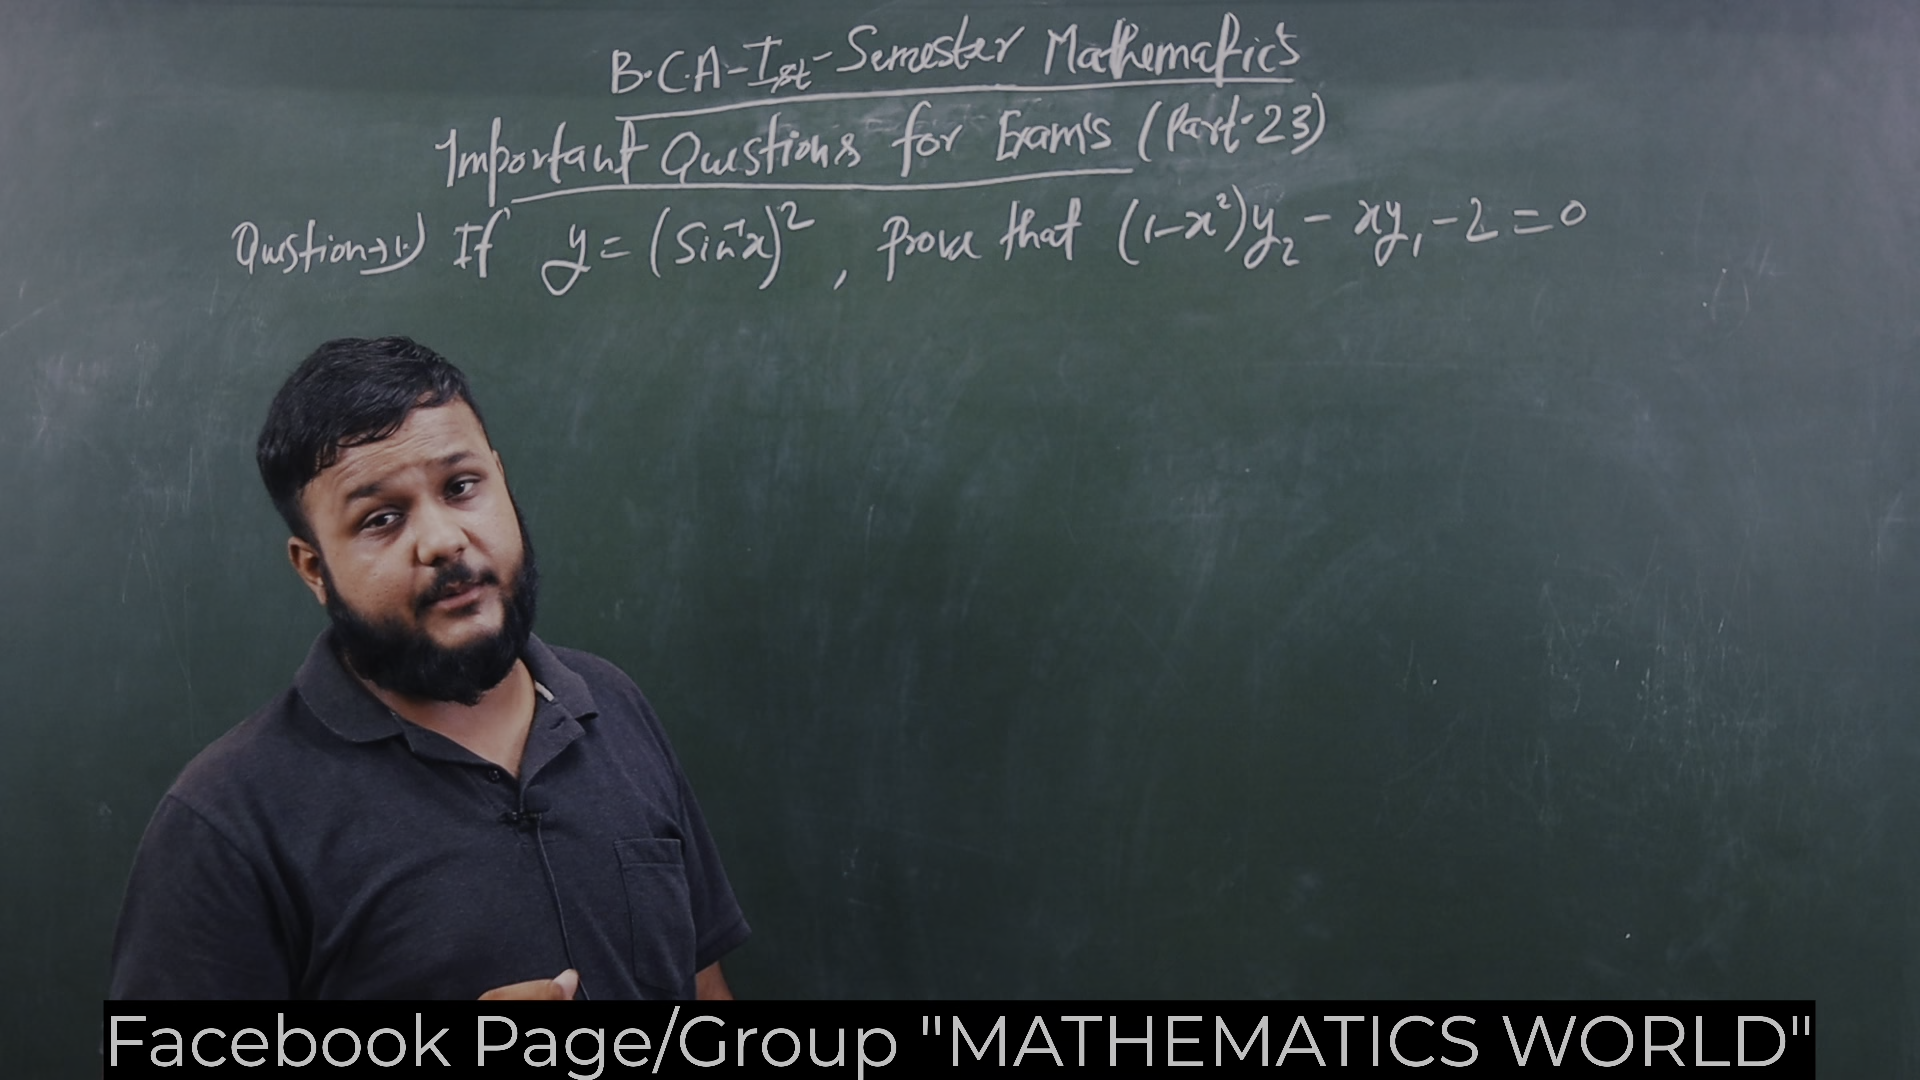 B.C.A-Ist-Semester Mathematics
Important Questions for Exam's (Part-23)
Question→1.) If y = (Sin⁻¹x)², Prove that (1-x²)y₂ - xy₁ - 2 = 0
Facebook Page/Group "MATHEMATICS WORLD"